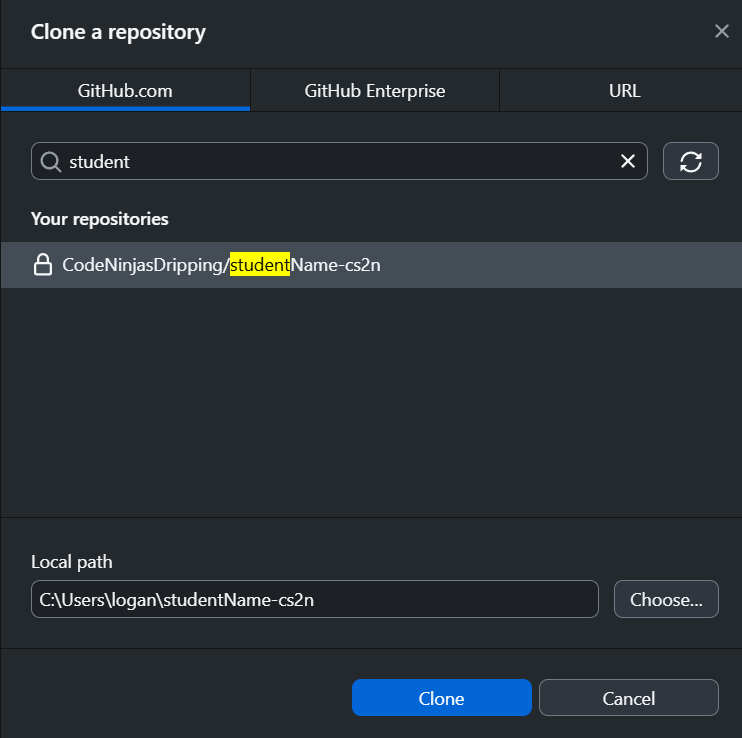 Clone a repository
GitHub.com
GitHub Enterprise
URL
student
Your repositories
CodeNinjasDripping/studentName-cs2n
Local path
C:\Users\logan\studentName-cs2n
Choose...
Clone
Cancel